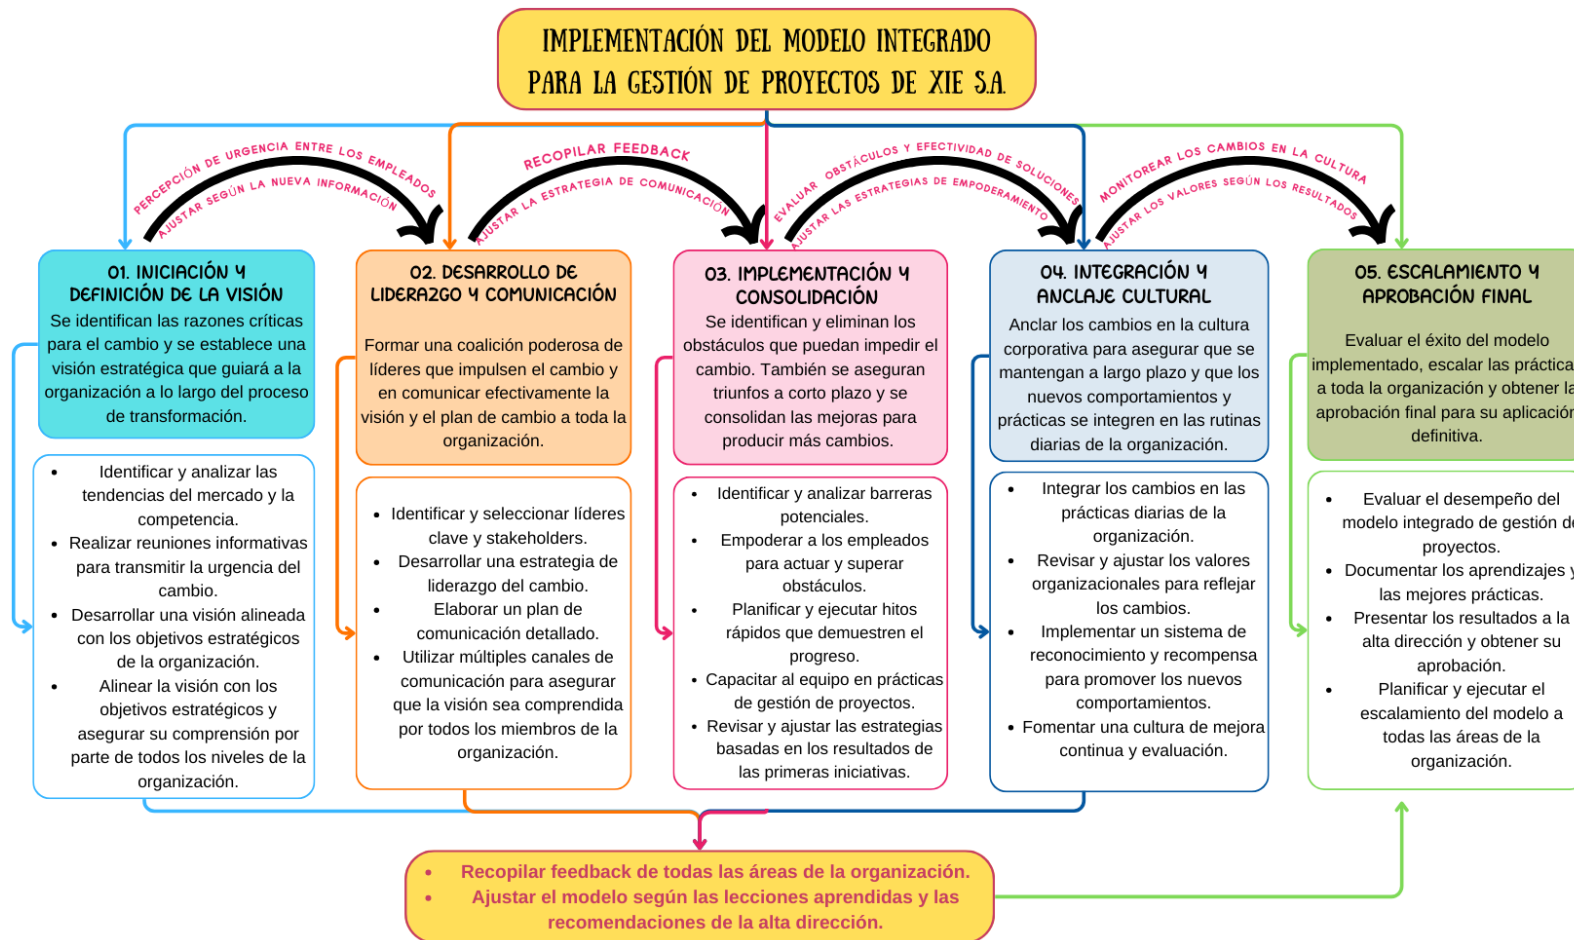 IMPLEMENTACIÓN DEL MODELO INTEGRADO
PARA LA GESTIÓN DE PROYECTOS DE XIE S.A.
PERCEPCIÓN DE URGENCIA ENTRE LOS EMPLEADOS
AJUSTAR SEGÚN LA NUEVA INFORMACIÓN
RECOPILAR FEEDBACK
AJUSTAR LA ESTRATEGIA DE COMUNICACIÓN
EVALUAR OBSTÁCULOS Y EFECTIVIDAD DE SOLUCIONES
AJUSTAR LAS ESTRATEGIAS DE EMPODERAMIENTO
MONITOREAR LOS CAMBIOS EN LA CULTURA
AJUSTAR LOS VALORES SEGÚN LOS RESULTADOS
01. INICIACIÓN Y
DEFINICIÓN DE LA VISIÓN
Se identifican las razones críticas
para el cambio y se establece una
visión estratégica que guiará a la
organización a lo largo del proceso
de transformación.
• Identificar y analizar las
tendencias del mercado y la
competencia.
• Realizar reuniones informativas
para transmitir la urgencia del
cambio.
• Desarrollar una visión alineada
con los objetivos estratégicos
de la organización.
• Alinear la visión con los
objetivos estratégicos y
asegurar su comprensión por
parte de todos los niveles de la
organización.
02. DESARROLLO DE
LIDERAZGO Y COMUNICACIÓN
Formar una coalición poderosa de
líderes que impulsen el cambio y
en comunicar efectivamente la
visión y el plan de cambio a toda la
organización.
• Identificar y seleccionar líderes
clave y stakeholders.
• Desarrollar una estrategia de
liderazgo del cambio.
• Elaborar un plan de
comunicación detallado.
• Utilizar múltiples canales de
comunicación para asegurar
que la visión sea comprendida
por todos los miembros de la
organización.
03. IMPLEMENTACIÓN Y
CONSOLIDACIÓN
Se identifican y eliminan los
obstáculos que puedan impedir el
cambio. También se aseguran
triunfos a corto plazo y se
consolidan las mejoras para
producir más cambios.
• Identificar y analizar barreras
potenciales.
• Empoderar a los empleados
para actuar y superar
obstáculos.
• Planificar y ejecutar hitos
rápidos que demuestren el
progreso.
• Capacitar al equipo en prácticas
de gestión de proyectos.
• Revisar y ajustar las estrategias
basadas en los resultados de
las primeras iniciativas.
04. INTEGRACIÓN Y
ANCLAJE CULTURAL
Anclar los cambios en la cultura
corporativa para asegurar que se
mantengan a largo plazo y que los
nuevos comportamientos y
prácticas se integren en las rutinas
diarias de la organización.
• Integrar los cambios en las
prácticas diarias de la
organización.
• Revisar y ajustar los valores
organizacionales para reflejar
los cambios.
• Implementar un sistema de
reconocimiento y recompensa
para promover los nuevos
comportamientos.
• Fomentar una cultura de mejora
continua y evaluación.
05. ESCALAMIENTO Y
APROBACIÓN FINAL
Evaluar el éxito del modelo
implementado, escalar las práctica
a toda la organización y obtener la
aprobación final para su aplicación
definitiva.
• Evaluar el desempeño del
modelo integrado de gestión de
proyectos.
• Documentar los aprendizajes y
las mejores prácticas.
• Presentar los resultados a la
alta dirección y obtener su
aprobación.
• Planificar y ejecutar el
escalamiento del modelo a
todas las áreas de la
organización.
• Recopilar feedback de todas las áreas de la organización.
• Ajustar el modelo según las lecciones aprendidas y las
recomendaciones de la alta dirección.